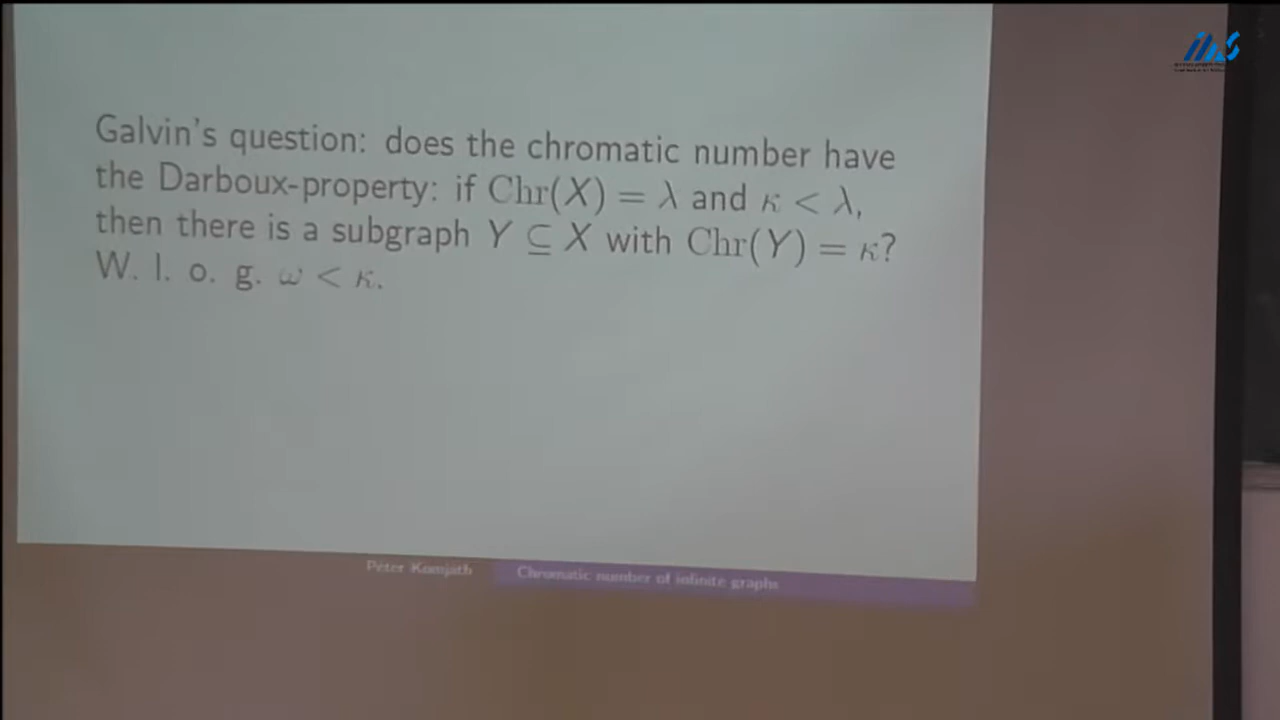 Galvin's question: does the chromatic number have
the Darboux-property: if Chr(X) = λ and κ < λ,
then there is a subgraph Y ⊆ X with Chr(Y) = κ?
W. l. o. g. ω < κ.
Peter Komjath Chromatic number of infinite graphs